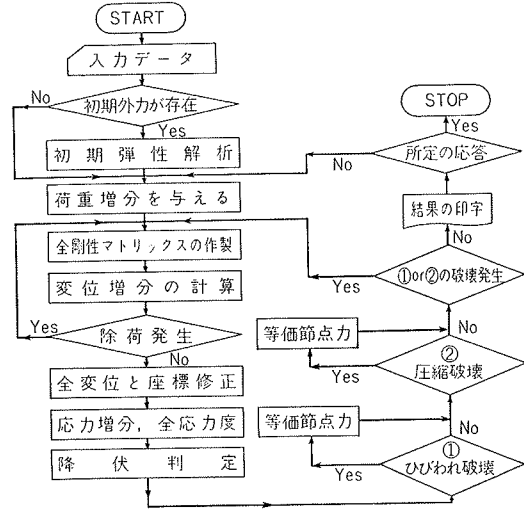 START
入力データ
No
初期外力が存在
Yes
初期弾性解析
荷重増分を与える
全剛性マトリックスの作製
変位増分の計算
Yes
除荷発生
No
全変位と座標修正
応力増分,全応力度
降伏判定
STOP
Yes
所定の応答
No
結果の印字
No
①or②の破壊発生
Yes
等価節点力
No
②
圧縮破壊
Yes
等価節点力
No
①
ひびわれ破壊
Yes